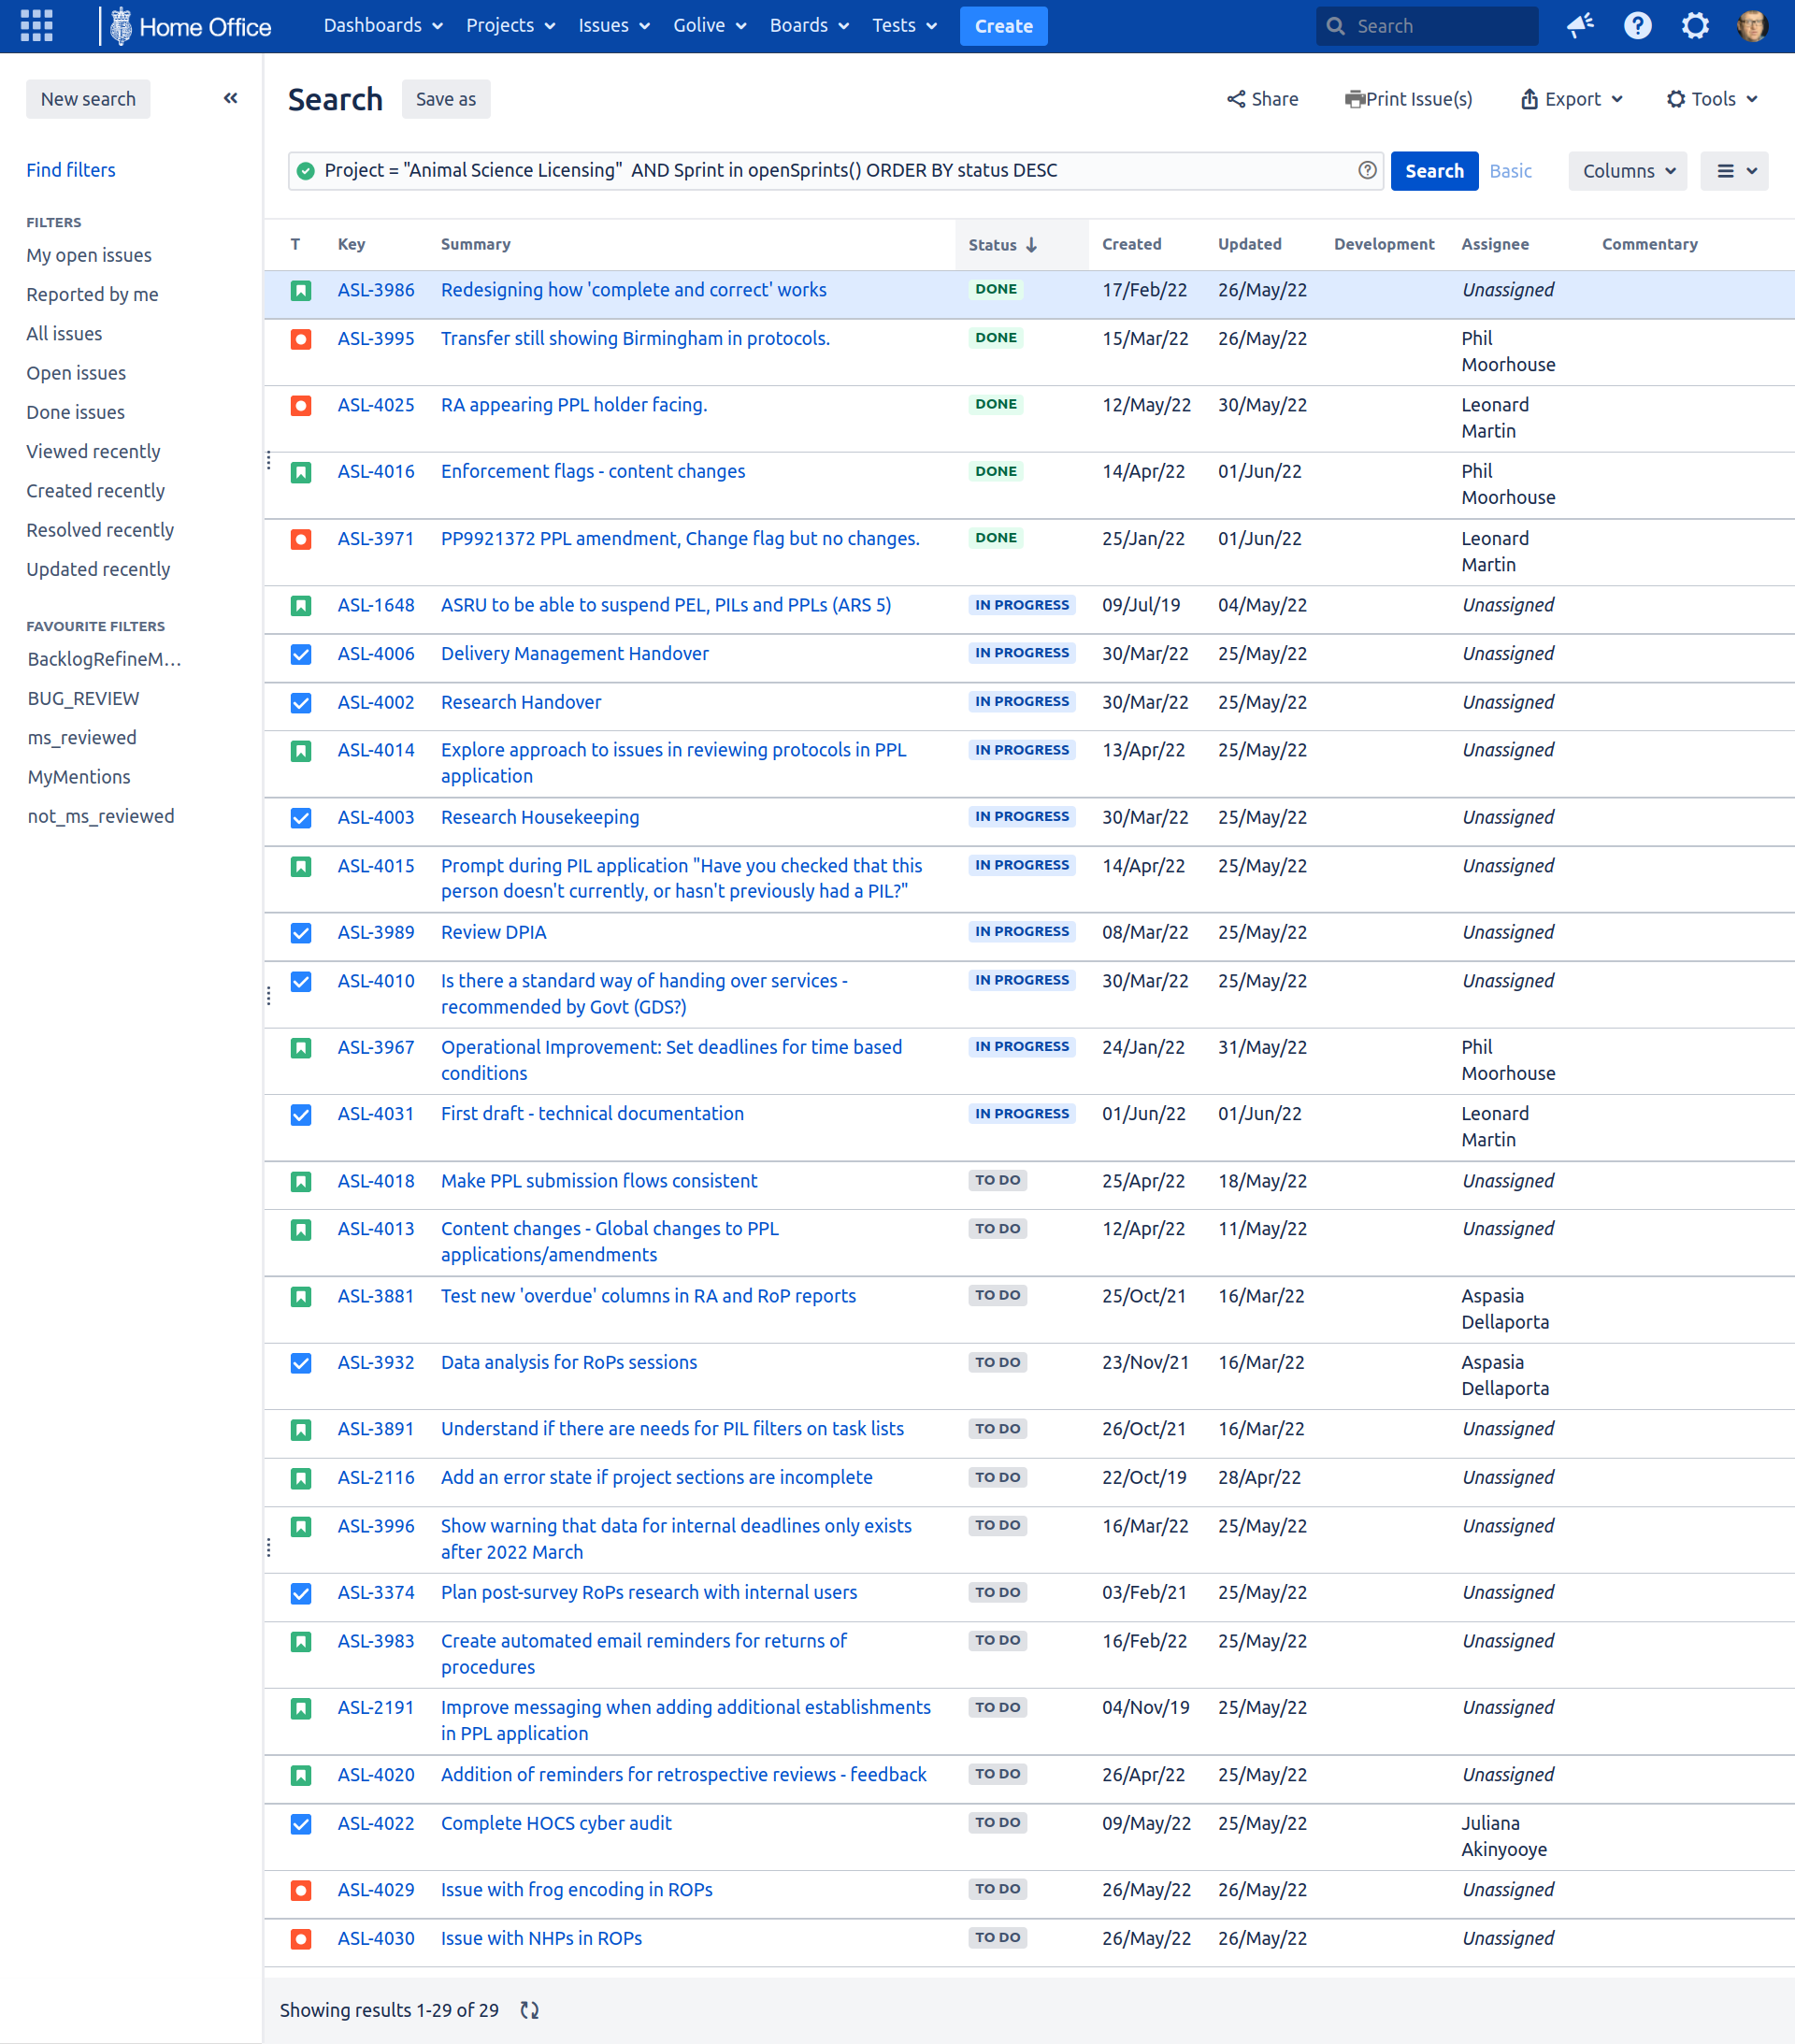 Home Office Dashboards Projects Issues Golive Boards Tests Create Search
New search «
Search Save as Share Print Issue(s) Export Tools
Find filters
Project = "Animal Science Licensing"  AND Sprint in openSprints() ORDER BY status DESC Search Basic Columns
FILTERS
My open issues
Reported by me
All issues
Open issues
Done issues
Viewed recently
Created recently
Resolved recently
Updated recently
FAVOURITE FILTERS
BacklogRefineM...
BUG_REVIEW
ms_reviewed
MyMentions
not_ms_reviewed
T Key Summary Status ↓ Created Updated Development Assignee Commentary
ASL-3986 Redesigning how 'complete and correct' works DONE 17/Feb/22 26/May/22 Unassigned
ASL-3995 Transfer still showing Birmingham in protocols. DONE 15/Mar/22 26/May/22 Phil
Moorhouse
ASL-4025 RA appearing PPL holder facing. DONE 12/May/22 30/May/22 Leonard
Martin
ASL-4016 Enforcement flags - content changes DONE 14/Apr/22 01/Jun/22 Phil
Moorhouse
ASL-3971 PP9921372 PPL amendment, Change flag but no changes. DONE 25/Jan/22 01/Jun/22 Leonard
Martin
ASL-1648 ASRU to be able to suspend PEL, PILs and PPLs (ARS 5) IN PROGRESS 09/Jul/19 04/May/22 Unassigned
ASL-4006 Delivery Management Handover IN PROGRESS 30/Mar/22 25/May/22 Unassigned
ASL-4002 Research Handover IN PROGRESS 30/Mar/22 25/May/22 Unassigned
ASL-4014 Explore approach to issues in reviewing protocols in PPL IN PROGRESS 13/Apr/22 25/May/22 Unassigned
application
ASL-4003 Research Housekeeping IN PROGRESS 30/Mar/22 25/May/22 Unassigned
ASL-4015 Prompt during PIL application "Have you checked that this IN PROGRESS 14/Apr/22 25/May/22 Unassigned
person doesn't currently, or hasn't previously had a PIL?"
ASL-3989 Review DPIA IN PROGRESS 08/Mar/22 25/May/22 Unassigned
ASL-4010 Is there a standard way of handing over services - IN PROGRESS 30/Mar/22 25/May/22 Unassigned
recommended by Govt (GDS?)
ASL-3967 Operational Improvement: Set deadlines for time based IN PROGRESS 24/Jan/22 31/May/22 Phil
conditions Moorhouse
ASL-4031 First draft - technical documentation IN PROGRESS 01/Jun/22 01/Jun/22 Leonard
Martin
ASL-4018 Make PPL submission flows consistent TO DO 25/Apr/22 18/May/22 Unassigned
ASL-4013 Content changes - Global changes to PPL TO DO 12/Apr/22 11/May/22 Unassigned
applications/amendments
ASL-3881 Test new 'overdue' columns in RA and RoP reports TO DO 25/Oct/21 16/Mar/22 Aspasia
Dellaporta
ASL-3932 Data analysis for RoPs sessions TO DO 23/Nov/21 16/Mar/22 Aspasia
Dellaporta
ASL-3891 Understand if there are needs for PIL filters on task lists TO DO 26/Oct/21 16/Mar/22 Unassigned
ASL-2116 Add an error state if project sections are incomplete TO DO 22/Oct/19 28/Apr/22 Unassigned
ASL-3996 Show warning that data for internal deadlines only exists TO DO 16/Mar/22 25/May/22 Unassigned
after 2022 March
ASL-3374 Plan post-survey RoPs research with internal users TO DO 03/Feb/21 25/May/22 Unassigned
ASL-3983 Create automated email reminders for returns of TO DO 16/Feb/22 25/May/22 Unassigned
procedures
ASL-2191 Improve messaging when adding additional establishments TO DO 04/Nov/19 25/May/22 Unassigned
in PPL application
ASL-4020 Addition of reminders for retrospective reviews - feedback TO DO 26/Apr/22 25/May/22 Unassigned
ASL-4022 Complete HOCS cyber audit TO DO 09/May/22 25/May/22 Juliana
Akinyooye
ASL-4029 Issue with frog encoding in ROPs TO DO 26/May/22 26/May/22 Unassigned
ASL-4030 Issue with NHPs in ROPs TO DO 26/May/22 26/May/22 Unassigned
Showing results 1-29 of 29